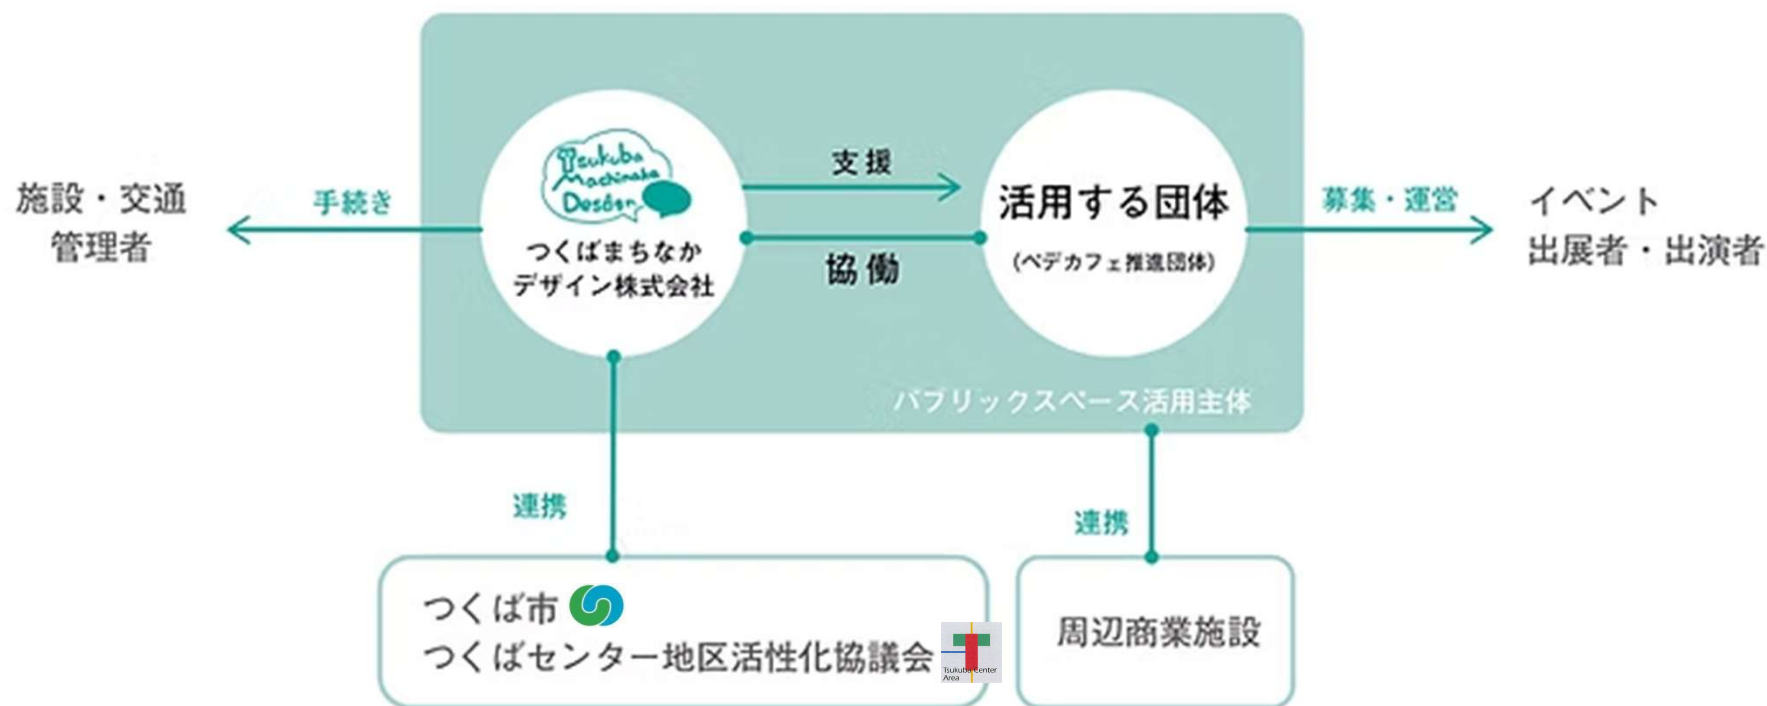 Tsukuba
Machinaka
Design
つくばまちなか
デザイン株式会社
支援
協働
活用する団体
(ペデカフェ推進団体)
手続き
施設・交通
管理者
募集・運営
イベント
出展者・出演者
パブリックスペース活用主体
連携
連携
つくば市
つくばセンター地区活性化協議会
Tsukuba Center
Area
周辺商業施設